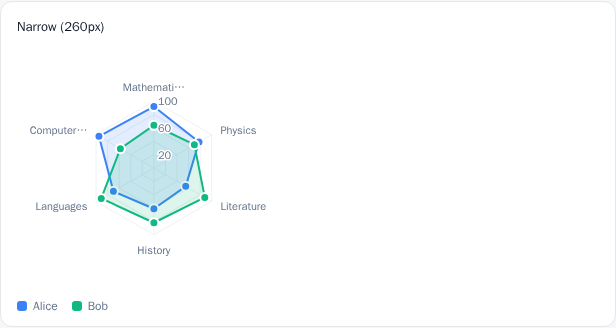 Narrow (260px)
Mathemati…
100
Computer…
60
Physics
20
Languages
Literature
History
Alice
Bob